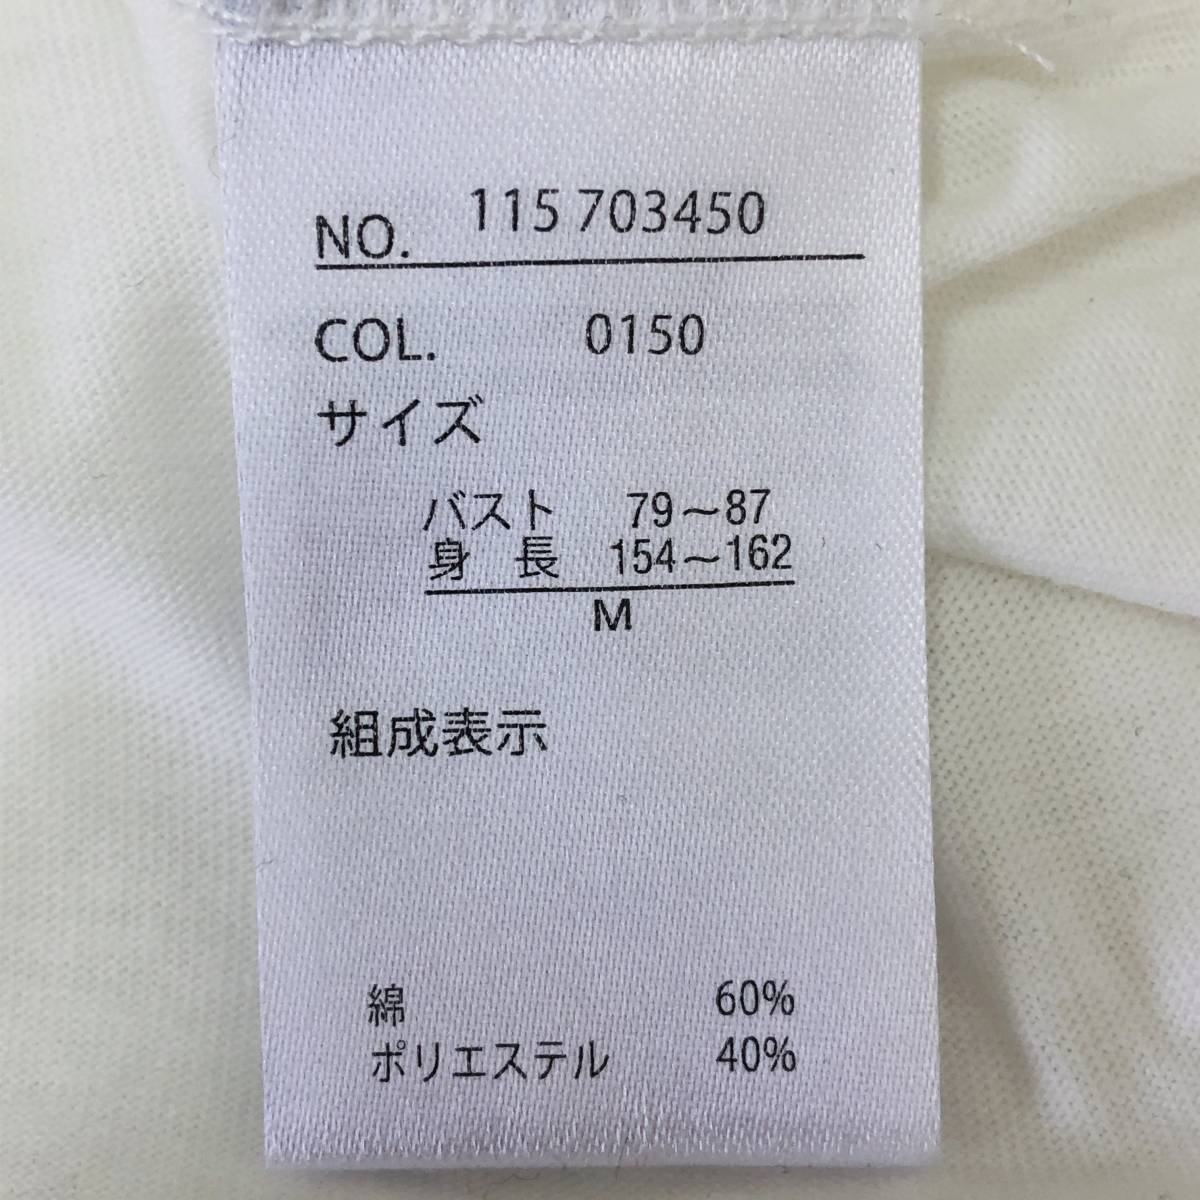 NO. 115 703450
COL. 0150
サイズ
バスト 79～87
身 長 154～162
M
組成表示
綿 60%
ポリエステル 40%